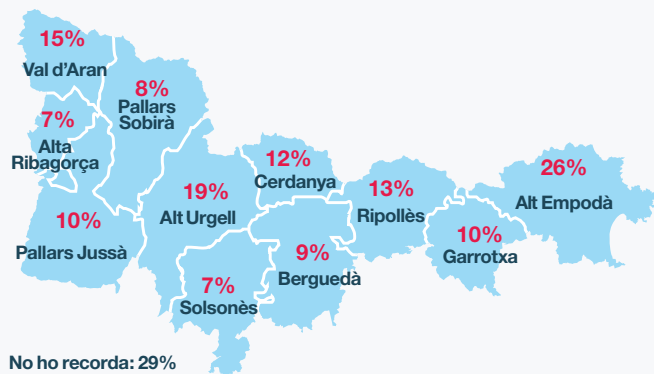 15%
Val d'Aran
8%
Pallars
Sobirà
7%
Alta
Ribagorça
12%
Cerdanya
26%
Alt Empodà
19%
Alt Urgell
13%
Ripollès
10%
Pallars Jussà
10%
Garrotxa
9%
Berguedà
7%
Solsonès
No ho recorda: 29%